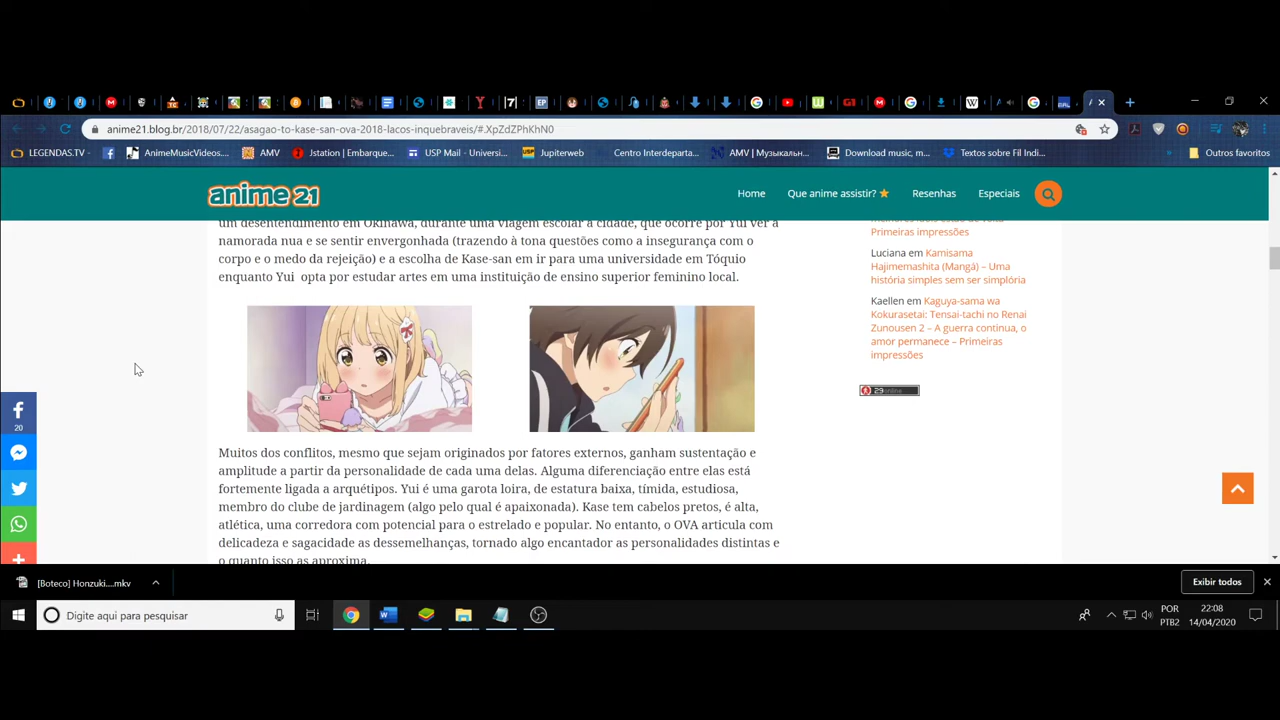 anime21.blog.br/2018/07/22/asagao-to-kase-san-ova-2018-lacos-inquebraveis/#.XpZdZPhKhN0
LEGENDAS.TV
AnimeMusicVideos....
AMV
Jstation | Embarque...
USP Mail - Universi...
Jupiterweb
Centro Interdeparta...
AMV | Музыкальн...
Download music, m...
Textos sobre Fil Indi...
Outros favoritos
anime 21
Home
Que anime assistir?
Resenhas
Especiais
um desentendimento em Okinawa, durante uma viagem escolar à cidade, que ocorre por Yui ver a
namorada nua e se sentir envergonhada (trazendo à tona questões como a insegurança com o
corpo e o medo da rejeição) e a escolha de Kase-san em ir para uma universidade em Tóquio
enquanto Yui opta por estudar artes em uma instituição de ensino superior feminino local.
Muitos dos conflitos, mesmo que sejam originados por fatores externos, ganham sustentação e
amplitude a partir da personalidade de cada uma delas. Alguma diferenciação entre elas está
fortemente ligada a arquétipos. Yui é uma garota loira, de estatura baixa, tímida, estudiosa,
membro do clube de jardinagem (algo pelo qual é apaixonada). Kase tem cabelos pretos, é alta,
atlética, uma corredora com potencial para o estrelado e popular. No entanto, o OVA articula com
delicadeza e sagacidade as dessemelhanças, tornado algo encantador as personalidades distintas e
o quanto isso as aproxima.
Primeiras impressões
Luciana em Kamisama
Hajimemashita (Mangá) – Uma
história simples sem ser simplória
Kaellen em Kaguya-sama wa
Kokurasetai: Tensai-tachi no Renai
Zunousen 2 – A guerra continua, o
amor permanece – Primeiras
impressões
29 online
20
[Boteco] Honzuki....mkv
Exibir todos
Digite aqui para pesquisar
POR
PTB2
22:08
14/04/2020